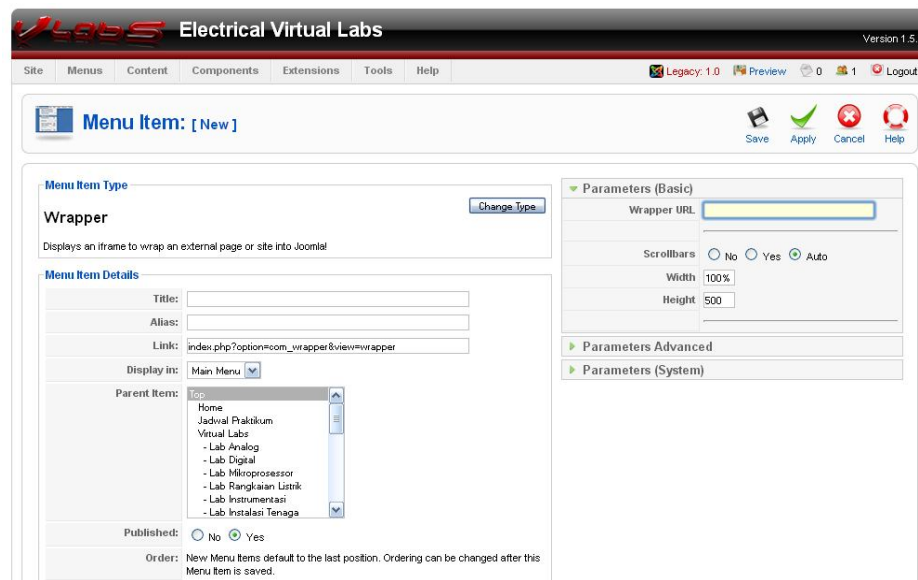 VLabS Electrical Virtual Labs
Version 1.5.
Site Menus Content Components Extensions Tools Help Legacy: 1.0 Preview 0 1 Logout
Menu Item: [ New ]
Save Apply Cancel Help
Menu Item Type
Wrapper
Change Type
Displays an iframe to wrap an external page or site into Joomla!
Menu Item Details
Title:
Alias:
Link: index.php?option=com_wrapper&view=wrapper
Display in: Main Menu
Parent Item: Top
Home
Jadwal Praktikum
Virtual Labs
- Lab Analog
- Lab Digital
- Lab Mikroprosessor
- Lab Rangkaian Listrik
- Lab Instrumentasi
- Lab Instalasi Tenaga
Published: No Yes
Order: New Menu Items default to the last position. Ordering can be changed after this
Menu Item is saved.
Parameters (Basic)
Wrapper URL
Scrollbars No Yes Auto
Width 100%
Height 500
Parameters Advanced
Parameters (System)